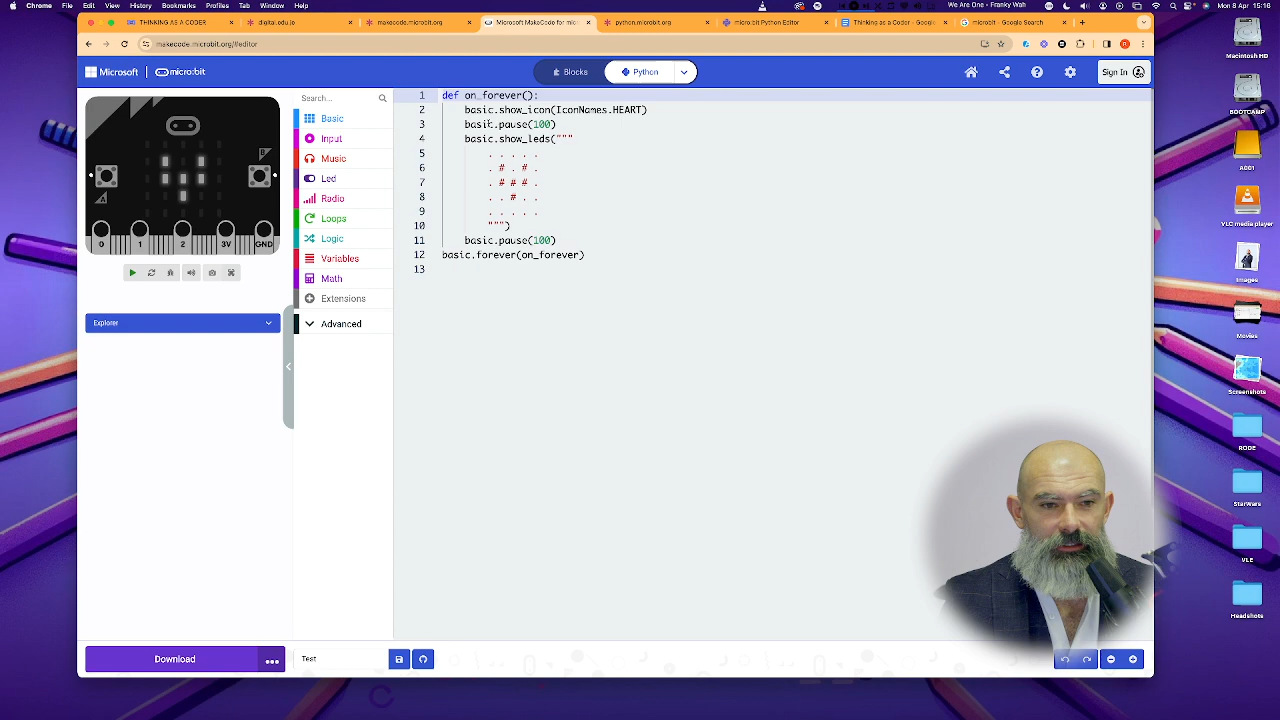 Chrome File Edit View History Bookmarks Profiles Tab Window Help
We Are One - Franky Wah
Mon 8 Apr 15:16
THINKING AS A CODER
digital.edu.ie
makecode.microbit.org
Microsoft MakeCode for micro:
python.microbit.org
micro:bit Python Editor
Thinking as a Coder - Google
microbit - Google Search
makecode.microbit.org/#editor
Microsoft
micro:bit
Blocks
Python
Sign In
A
B
0 1 2 3V GND
Explorer
Download
Search...
Basic
Input
Music
Led
Radio
Loops
Logic
Variables
Math
Extensions
Advanced
1 def on_forever():
2 basic.show_icon(IconNames.HEART)
3 basic.pause(100)
4 basic.show_leds("""
5 . . . . .
6 . # . # .
7 . # # # .
8 . . # . .
9 . . . . .
10 """)
11 basic.pause(100)
12 basic.forever(on_forever)
13
Test
Macintosh HD
BOOTCAMP
VLC media player
Images
Movies
Screenshots
RODE
StarWars
VLE
Headshots